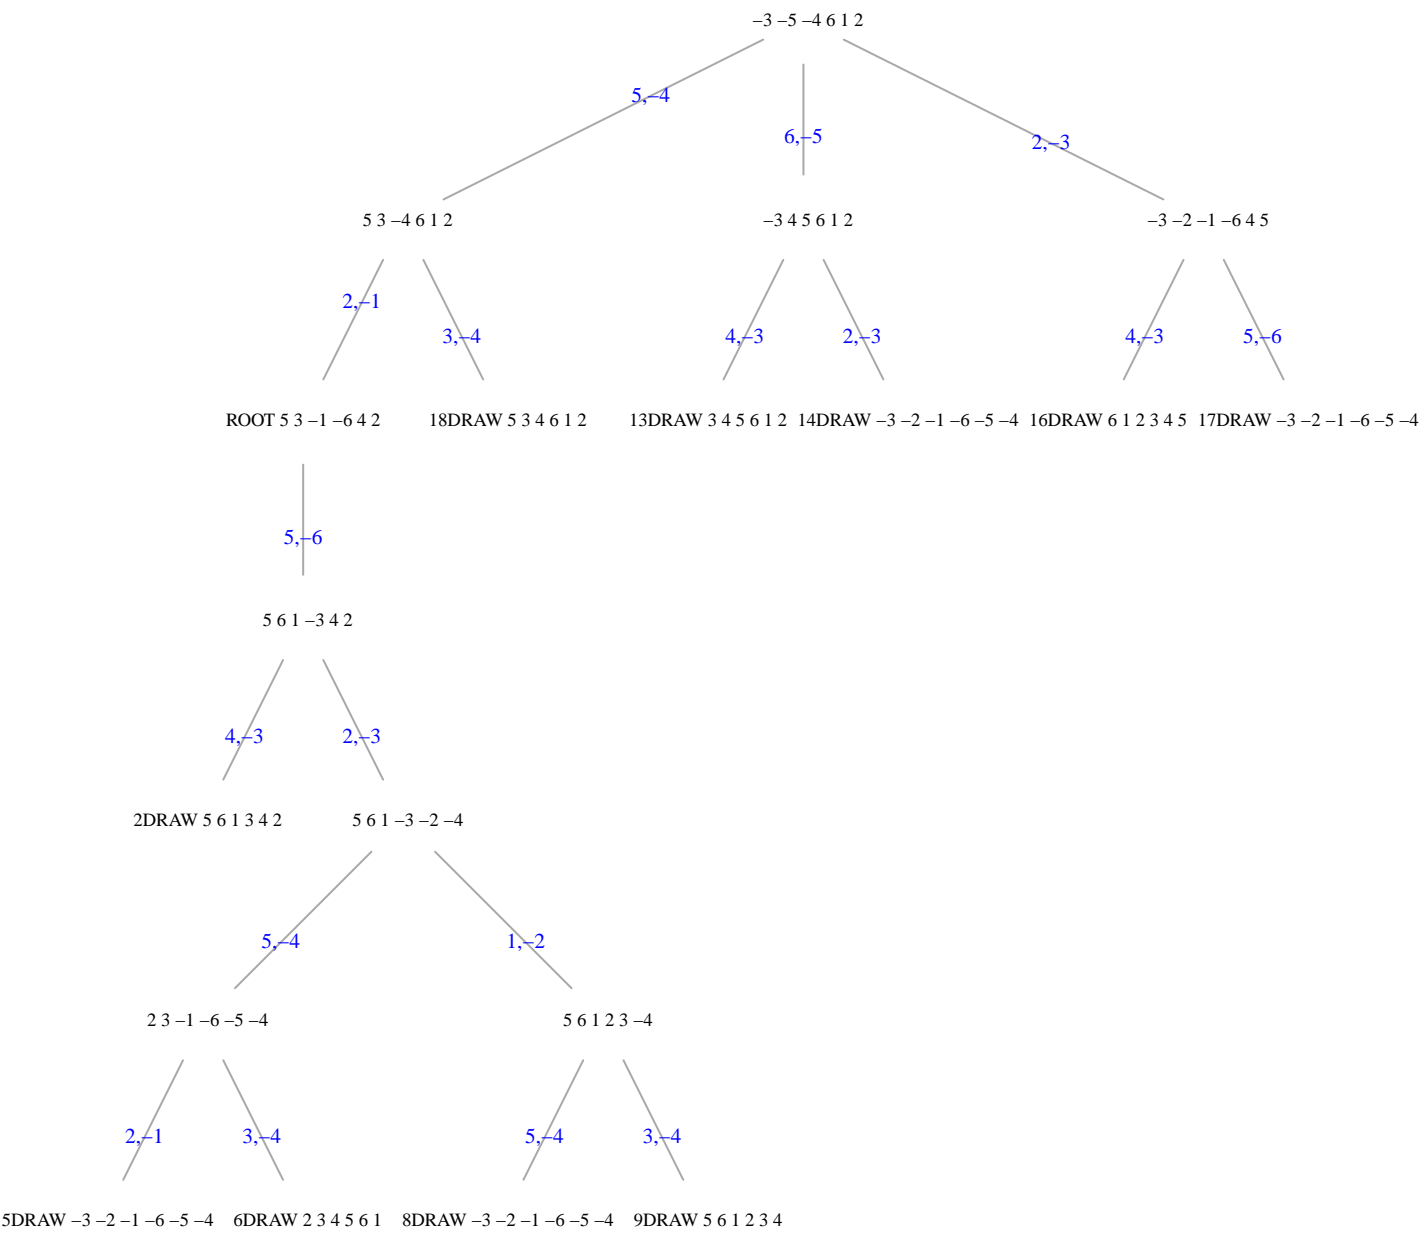 –3 –5 –4 6 1 2
5,–4
6,–5
2,–3
5 3 –4 6 1 2
–3 4 5 6 1 2
–3 –2 –1 –6 4 5
2,–1
3,–4
4,–3
2,–3
4,–3
5,–6
ROOT 5 3 –1 –6 4 2
18DRAW 5 3 4 6 1 2
13DRAW 3 4 5 6 1 2
14DRAW –3 –2 –1 –6 –5 –4
16DRAW 6 1 2 3 4 5
17DRAW –3 –2 –1 –6 –5 –4
5,–6
5 6 1 –3 4 2
4,–3
2,–3
2DRAW 5 6 1 3 4 2
5 6 1 –3 –2 –4
5,–4
1,–2
2 3 –1 –6 –5 –4
5 6 1 2 3 –4
2,–1
3,–4
5,–4
3,–4
5DRAW –3 –2 –1 –6 –5 –4
6DRAW 2 3 4 5 6 1
8DRAW –3 –2 –1 –6 –5 –4
9DRAW 5 6 1 2 3 4